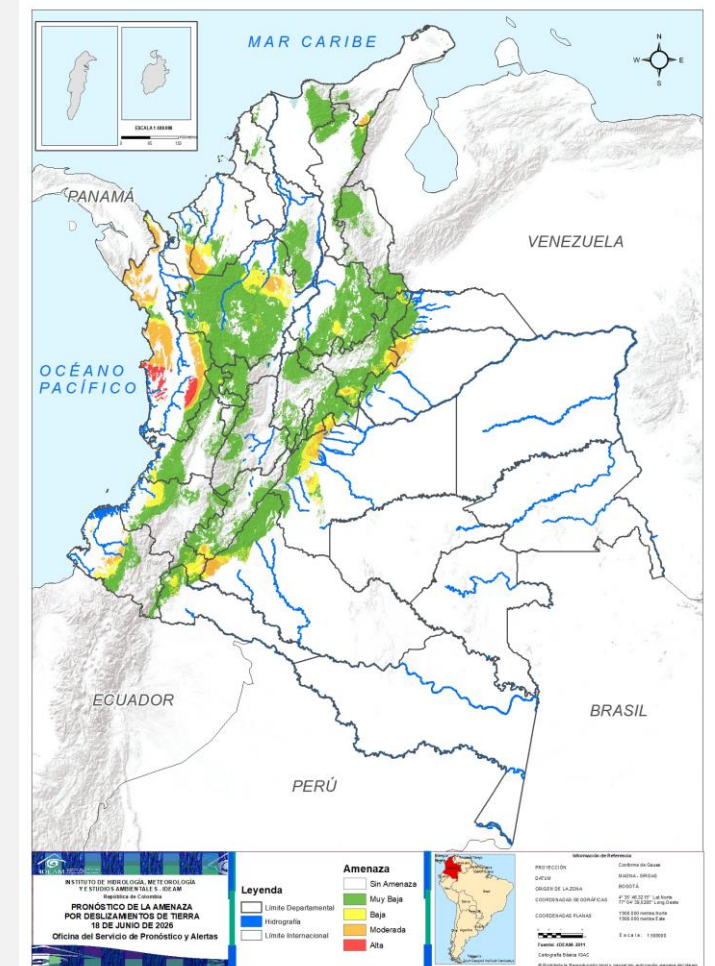 MAR CARIBE
N
W
E
S
ESCALA 1:600 000
PANAMÁ
VENEZUELA
OCÉANO
PACÍFICO
ECUADOR
BRASIL
PERÚ
IDEAM
INSTITUTO DE HIDROLOGÍA, METEOROLOGÍA
Y ESTUDIOS AMBIENTALES - IDEAM
República de Colombia
PRONÓSTICO DE LA AMENAZA
POR DESLIZAMIENTOS DE TIERRA
18 DE JUNIO DE 2026
Oficina del Servicio de Pronóstico y Alertas
Leyenda
Límite Departamental
Hidrografía
Límite Internacional
Amenaza
Sin Amenaza
Muy Baja
Baja
Moderada
Alta
Información de Referencia
PROYECCIÓN Conforme de Gauss
DATUM MAGNA - SIRGAS
ORIGEN DE LA ZONA BOGOTÁ
COORDENADAS GEOGRÁFICAS
COORDENADAS PLANAS
Fuente: IDEAM- 2011
Cartografía Básica IGAC